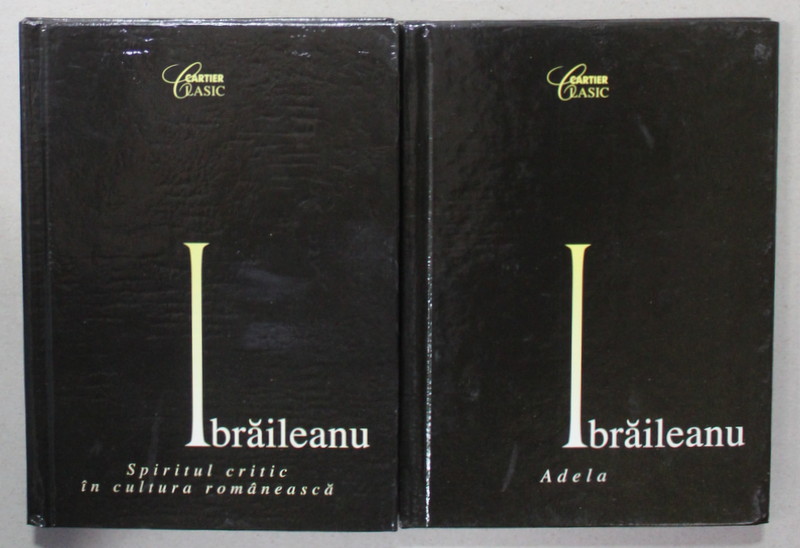 CARTIER
CLASIC
Ibrăileanu
Spiritul critic
în cultura românească
CARTIER
CLASIC
Ibrăileanu
Adela